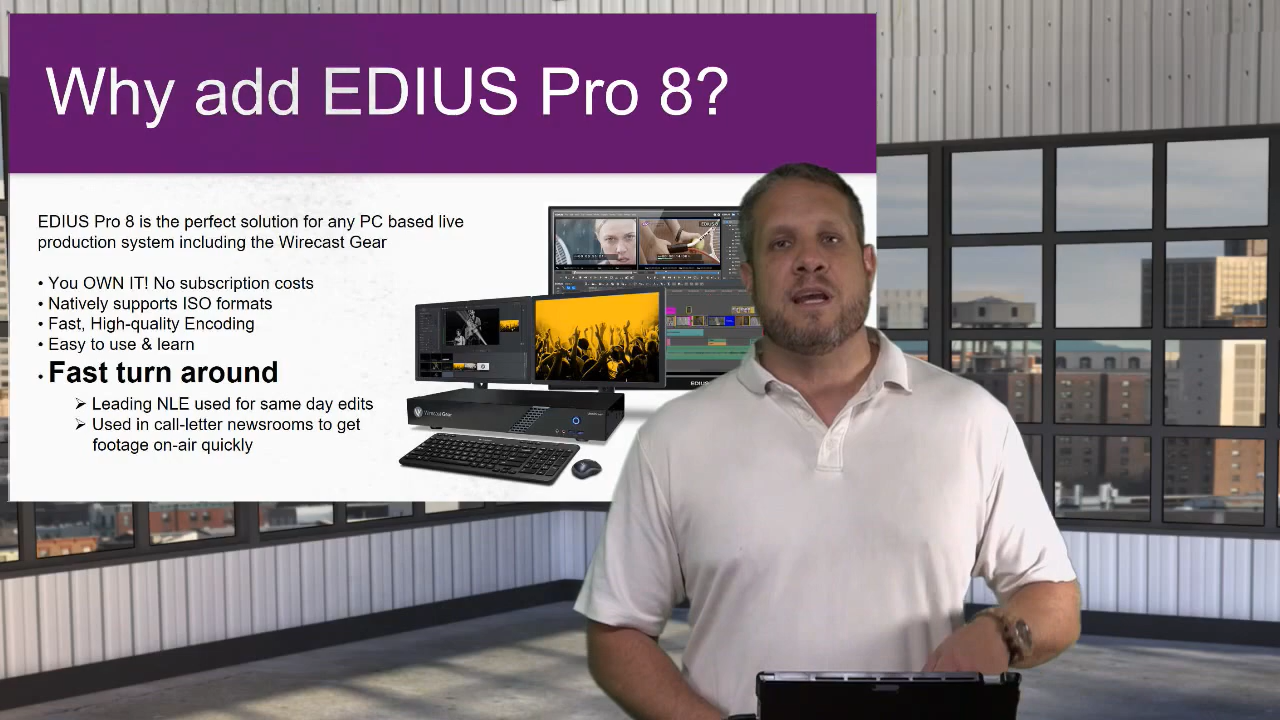 Why add EDIUS Pro 8?
EDIUS Pro 8 is the perfect solution for any PC based live
production system including the Wirecast Gear
• You OWN IT! No subscription costs
• Natively supports ISO formats
• Fast, High-quality Encoding
• Easy to use & learn
• Fast turn around
➢ Leading NLE used for same day edits
➢ Used in call-letter newsrooms to get
footage on-air quickly
Wirecast Gear
EDIUS